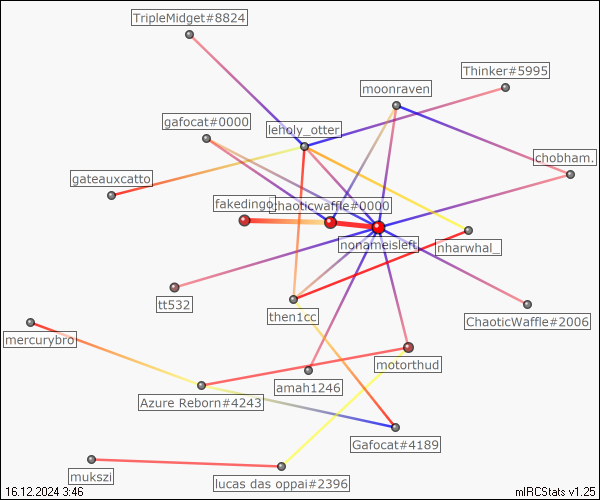 TripleMidget#8824
Thinker#5995
moonraven
gafocat#0000
leholy_otter
chobham.
gateauxcatto
fakedingo
chaoticwaffle#0000
nonameisleft
nharwhal_
tt532
then1cc
ChaoticWaffle#2006
mercurybro
motorthud
amah1246
Azure Reborn#4243
Gafocat#4189
mukszi
lucas das oppai#2396
16.12.2024 3:46
mIRCStats v1.25